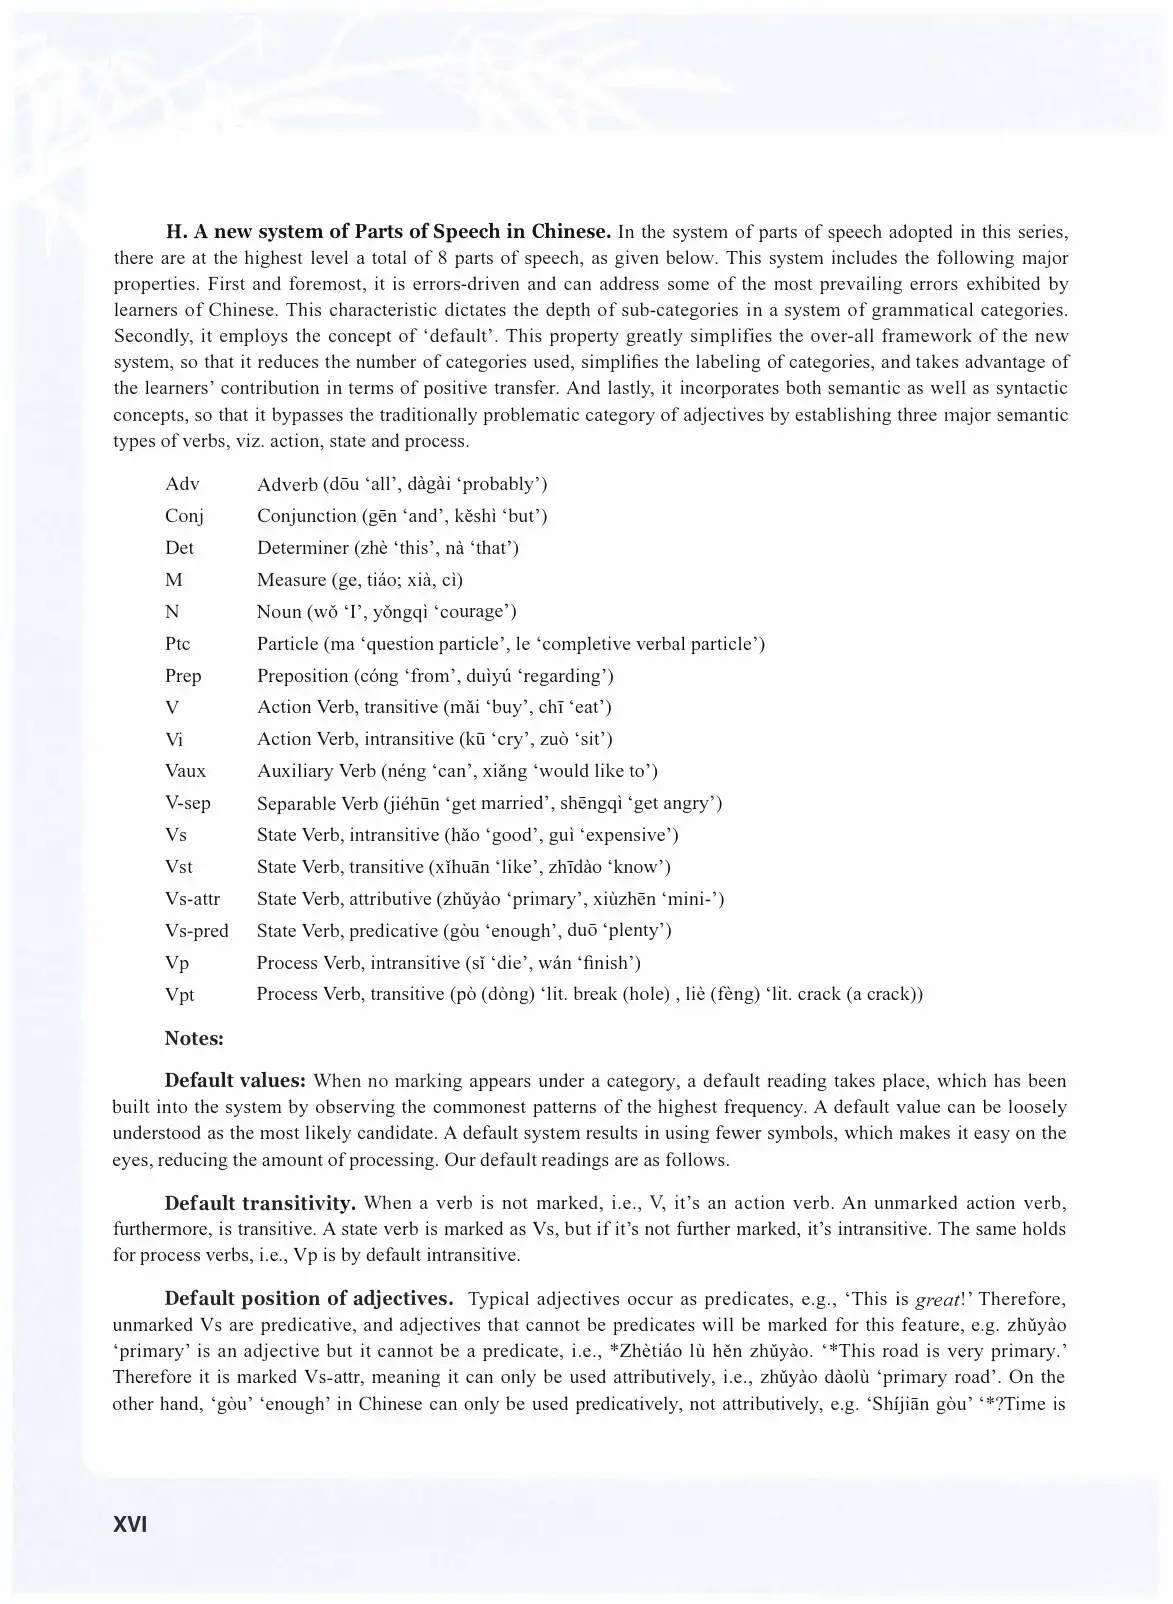 H. A new system of Parts of Speech in Chinese. In the system of parts of speech adopted in this series,
there are at the highest level a total of 8 parts of speech, as given below. This system includes the following major
properties. First and foremost, it is errors-driven and can address some of the most prevailing errors exhibited by
learners of Chinese. This characteristic dictates the depth of sub-categories in a system of grammatical categories.
Secondly, it employs the concept of ‘default’. This property greatly simplifies the over-all framework of the new
system, so that it reduces the number of categories used, simplifies the labeling of categories, and takes advantage of
the learners’ contribution in terms of positive transfer. And lastly, it incorporates both semantic as well as syntactic
concepts, so that it bypasses the traditionally problematic category of adjectives by establishing three major semantic
types of verbs, viz. action, state and process.
Adv Adverb (dōu ‘all’, dàgài ‘probably’)
Conj Conjunction (gēn ‘and’, kěshì ‘but’)
Det Determiner (zhè ‘this’, nà ‘that’)
M Measure (ge, tiáo; xià, cì)
N Noun (wǒ ‘I’, yǒngqì ‘courage’)
Ptc Particle (ma ‘question particle’, le ‘completive verbal particle’)
Prep Preposition (cóng ‘from’, duìyú ‘regarding’)
V Action Verb, transitive (mǎi ‘buy’, chī ‘eat’)
Vi Action Verb, intransitive (kū ‘cry’, zuò ‘sit’)
Vaux Auxiliary Verb (néng ‘can’, xiǎng ‘would like to’)
V-sep Separable Verb (jiéhūn ‘get married’, shēngqì ‘get angry’)
Vs State Verb, intransitive (hǎo ‘good’, guì ‘expensive’)
Vst State Verb, transitive (xǐhuān ‘like’, zhīdào ‘know’)
Vs-attr State Verb, attributive (zhǔyào ‘primary’, xiùzhēn ‘mini-’)
Vs-pred State Verb, predicative (gòu ‘enough’, duō ‘plenty’)
Vp Process Verb, intransitive (sǐ ‘die’, wán ‘finish’)
Vpt Process Verb, transitive (pò (dòng) ‘lit. break (hole) , liè (fèng) ‘lit. crack (a crack))
Notes:
Default values: When no marking appears under a category, a default reading takes place, which has been
built into the system by observing the commonest patterns of the highest frequency. A default value can be loosely
understood as the most likely candidate. A default system results in using fewer symbols, which makes it easy on the
eyes, reducing the amount of processing. Our default readings are as follows.
Default transitivity. When a verb is not marked, i.e., V, it’s an action verb. An unmarked action verb,
furthermore, is transitive. A state verb is marked as Vs, but if it’s not further marked, it’s intransitive. The same holds
for process verbs, i.e., Vp is by default intransitive.
Default position of adjectives. Typical adjectives occur as predicates, e.g., ‘This is great!’ Therefore,
unmarked Vs are predicative, and adjectives that cannot be predicates will be marked for this feature, e.g. zhǔyào
‘primary’ is an adjective but it cannot be a predicate, i.e., *Zhètiáo lù hěn zhǔyào. ‘*This road is very primary.’
Therefore it is marked Vs-attr, meaning it can only be used attributively, i.e., zhǔyào dàolù ‘primary road’. On the
other hand, ‘gòu’ ‘enough’ in Chinese can only be used predicatively, not attributively, e.g. ‘Shíjiān gòu’ ‘*?Time is
XVI